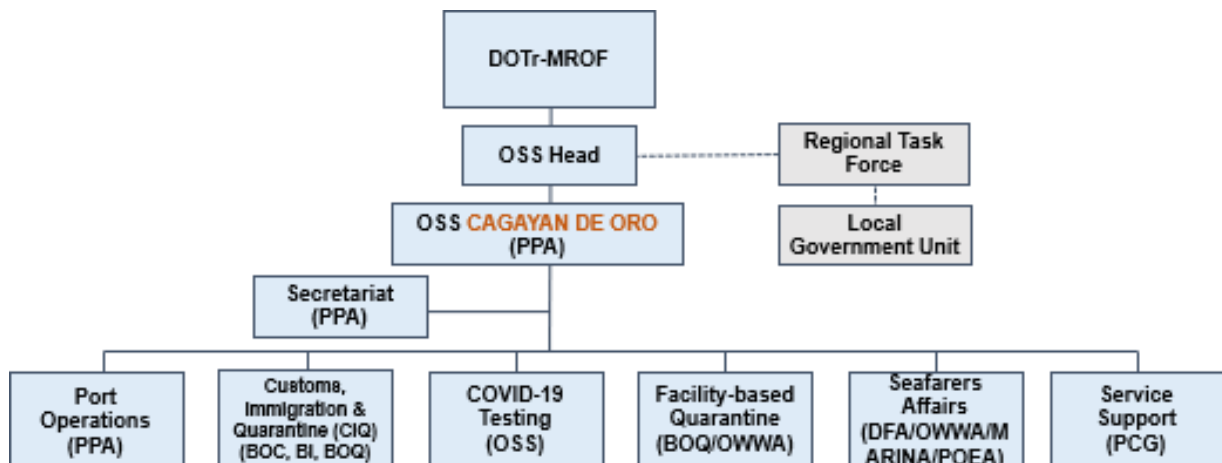 DOTr-MROF
OSS Head
Regional Task
Force
OSS CAGAYAN DE ORO
(PPA)
Local
Government Unit
Secretariat
(PPA)
Port
Operations
(PPA)
Customs,
Immigration &
Quarantine (CIQ)
(BOC, BI, BOQ)
COVID-19
Testing
(OSS)
Facility-based
Quarantine
(BOQ/OWWA)
Seafarers
Affairs
(DFA/OWWA/M
ARINA/POEA)
Service
Support
(PCG)